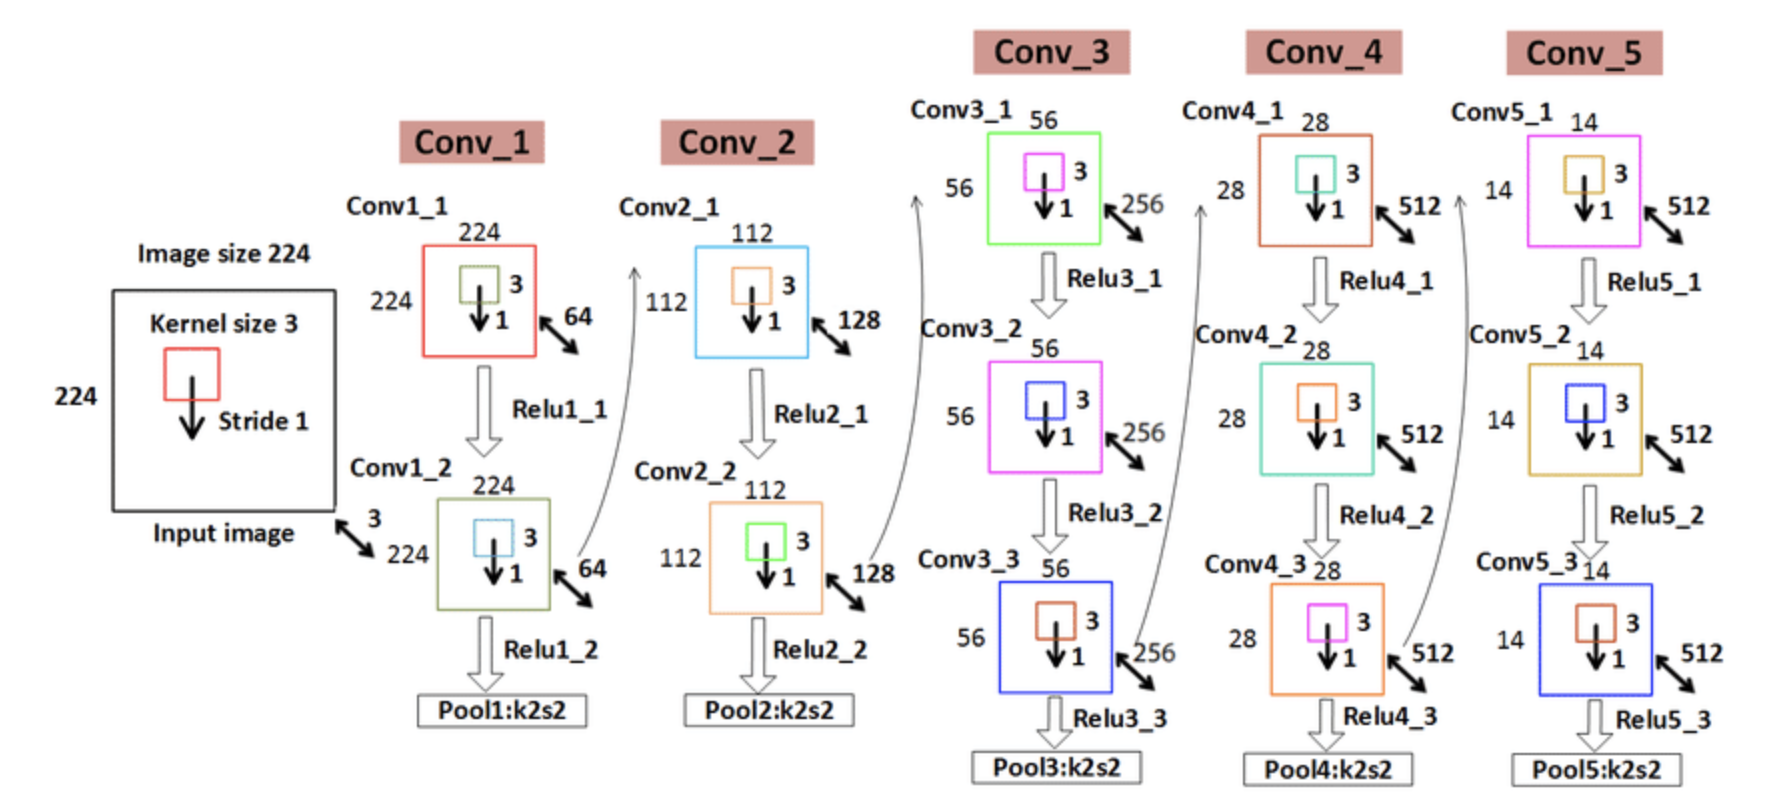 Image size 224
Kernel size 3
224
Stride 1
Input image
3
Conv_1
Conv1_1
224
224
3
1
64
Relu1_1
Conv1_2
224
224
3
1
64
Relu1_2
Pool1:k2s2
Conv_2
Conv2_1
112
112
3
1
128
Relu2_1
Conv2_2
112
112
3
1
128
Relu2_2
Pool2:k2s2
Conv_3
Conv3_1
56
56
3
1
256
Relu3_1
Conv3_2
56
56
3
1
256
Relu3_2
Conv3_3
56
56
3
1
256
Relu3_3
Pool3:k2s2
Conv_4
Conv4_1
28
28
3
1
512
Relu4_1
Conv4_2
28
28
3
1
512
Relu4_2
Conv4_3
28
28
3
1
512
Relu4_3
Pool4:k2s2
Conv_5
Conv5_1
14
14
3
1
512
Relu5_1
Conv5_2
14
14
3
1
512
Relu5_2
Conv5_3
14
14
3
1
512
Relu5_3
Pool5:k2s2